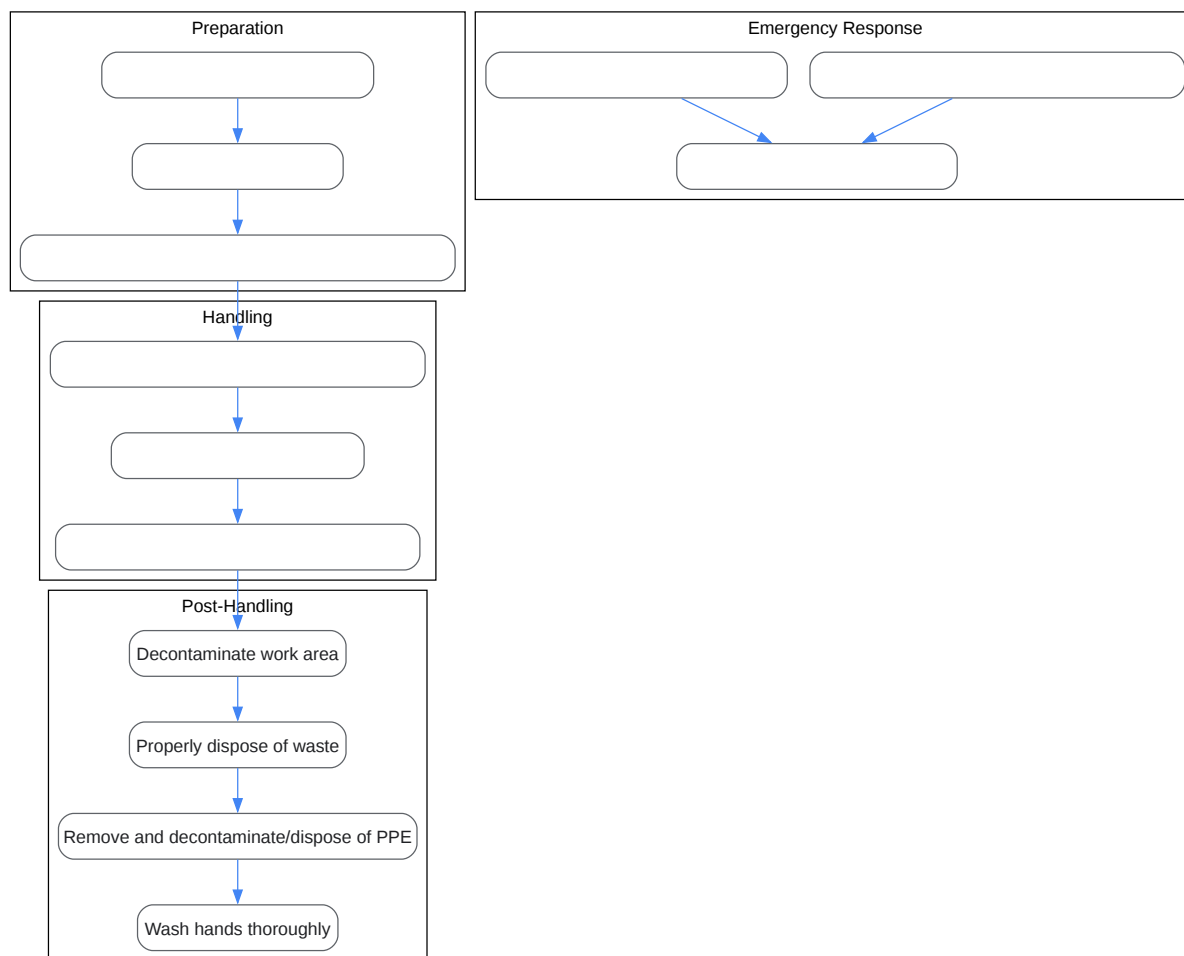 Preparation
Emergency Response
Handling
Post-Handling
Decontaminate work area
Properly dispose of waste
Remove and decontaminate/dispose of PPE
Wash hands thoroughly